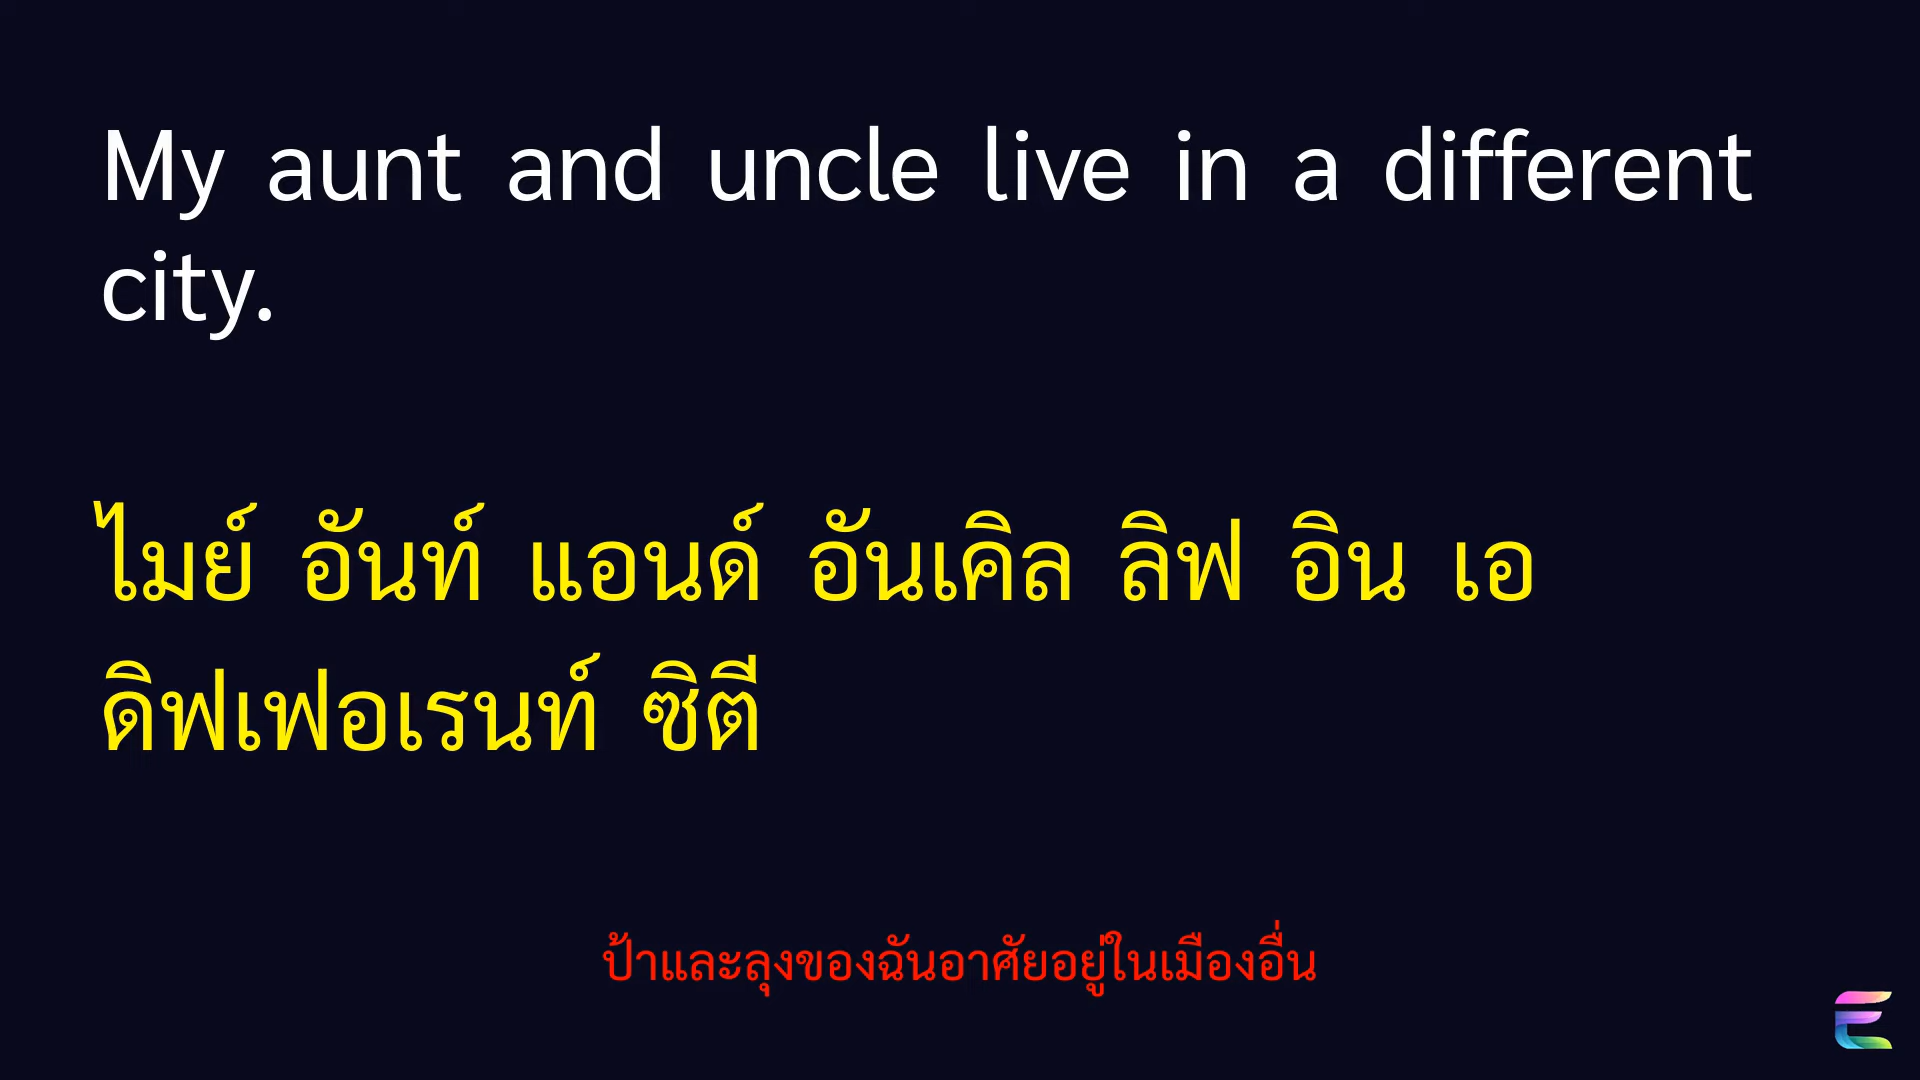 My aunt and uncle live in a different
city.
ไมย์ อันท์ แอนด์ อันเคิล ลิฟ อิน เอ
ดิฟเฟอเรนท์ ซิตี
ป้าและลุงของฉันอาศัยอยู่ในเมืองอื่น